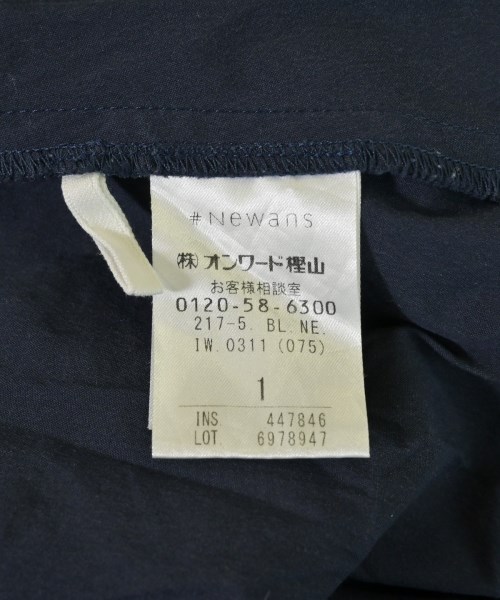 #Newans
(株)オンワード樫山
お客様相談室
0120-58-6300
217-5. BL. NE.
IW. 0311 (075)
1
INS. 447846
LOT. 6978947